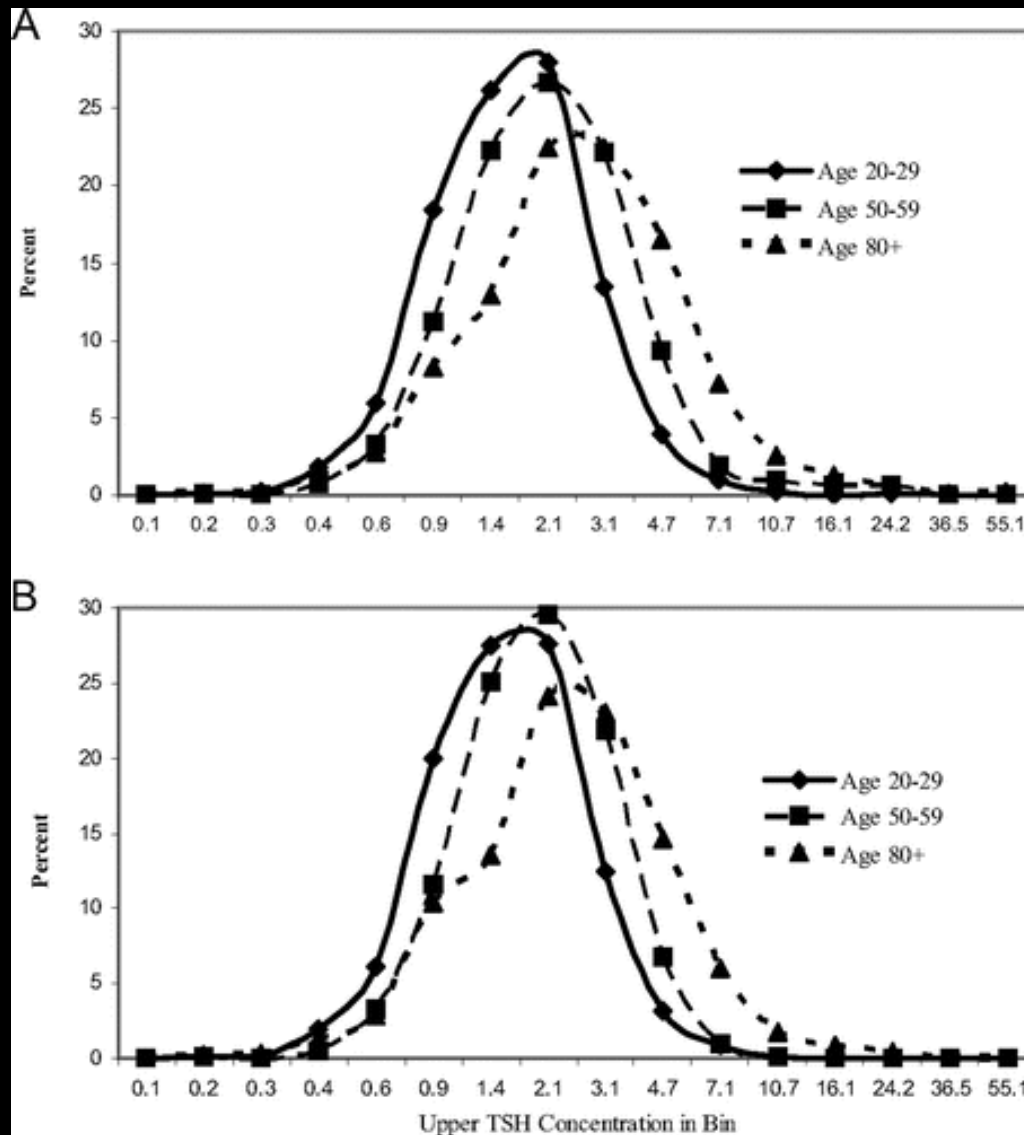 A
30
25
20
15
10
5
0
Percent
Age 20-29
Age 50-59
Age 80+
0.1 0.2 0.3 0.4 0.6 0.9 1.4 2.1 3.1 4.7 7.1 10.7 16.1 24.2 36.5 55.1
B
30
25
20
15
10
5
0
Percent
Age 20-29
Age 50-59
Age 80+
0.1 0.2 0.3 0.4 0.6 0.9 1.4 2.1 3.1 4.7 7.1 10.7 16.1 24.2 36.5 55.1
Upper TSH Concentration in Bin